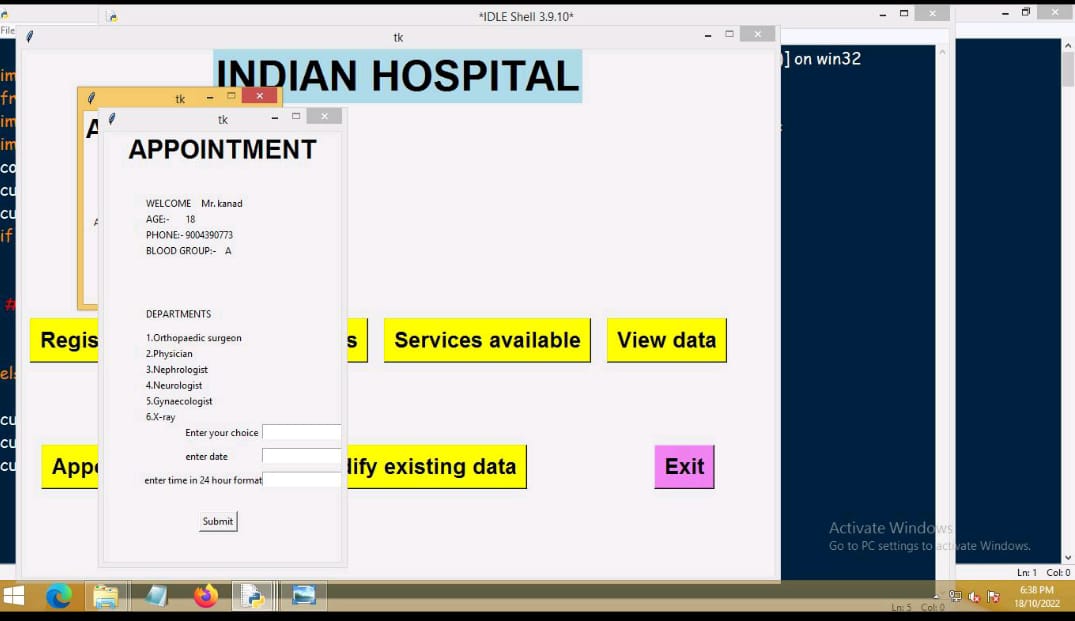 *IDLE Shell 3.9.10*
File
tk
)] on win32
INDIAN HOSPITAL
tk
tk
APPOINTMENT
WELCOME Mr. kanad
AGE:- 18
PHONE:- 9004390773
BLOOD GROUP:- A
DEPARTMENTS
1.Orthopaedic surgeon
2.Physician
3.Nephrologist
4.Neurologist
5.Gynaecologist
6.X-ray
Enter your choice
enter date
enter time in 24 hour format
Submit
im
fr
im
im
co
cu
cu
if
#
el
cu
cu
cu
A
A
Regis
s
Services available
View data
Appo
dify existing data
Exit
Activate Windows
Go to PC settings to activate Windows.
Ln: 1 Col: 0
Ln: 5 Col: 0
6:38 PM
18/10/2022